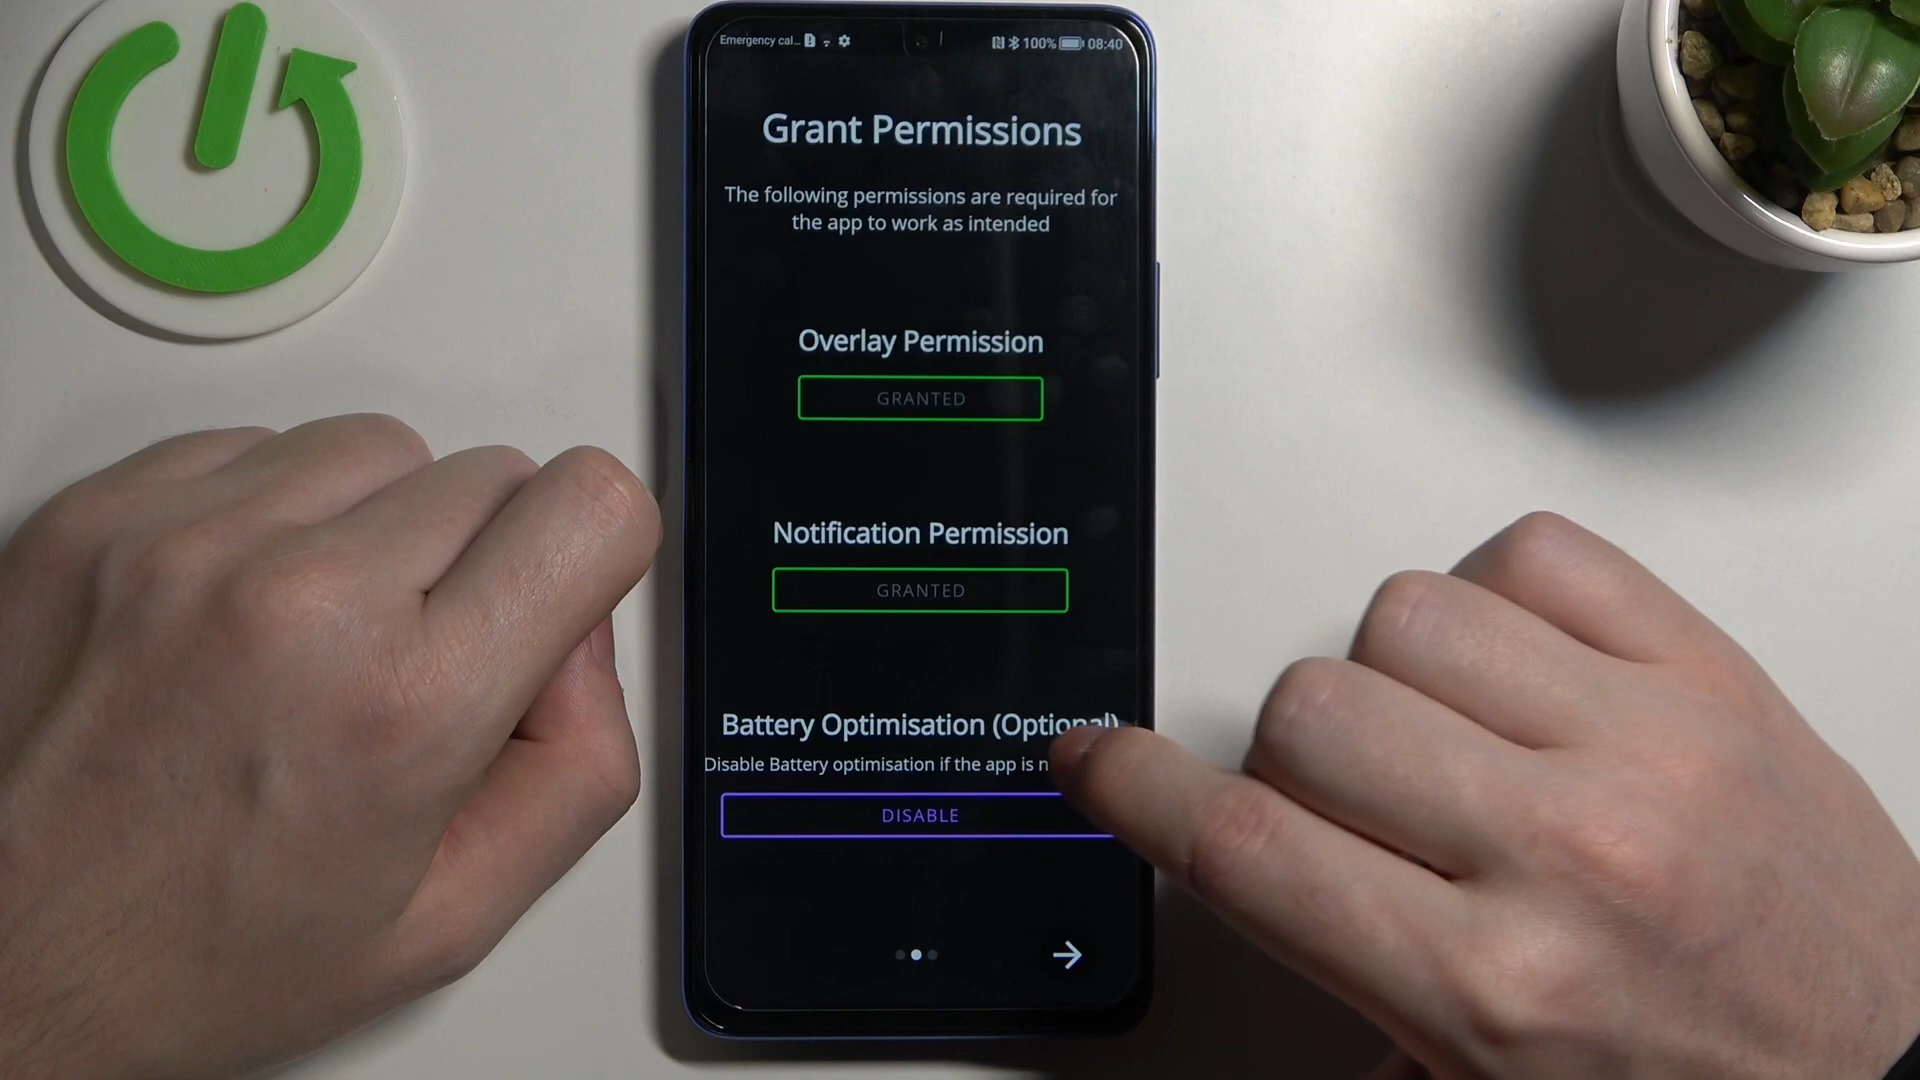 Emergency cal... 100% 08:40
Grant Permissions
The following permissions are required for
the app to work as intended
Overlay Permission
GRANTED
Notification Permission
GRANTED
Battery Optimisation (Optional)
Disable Battery optimisation if the app is
DISABLE